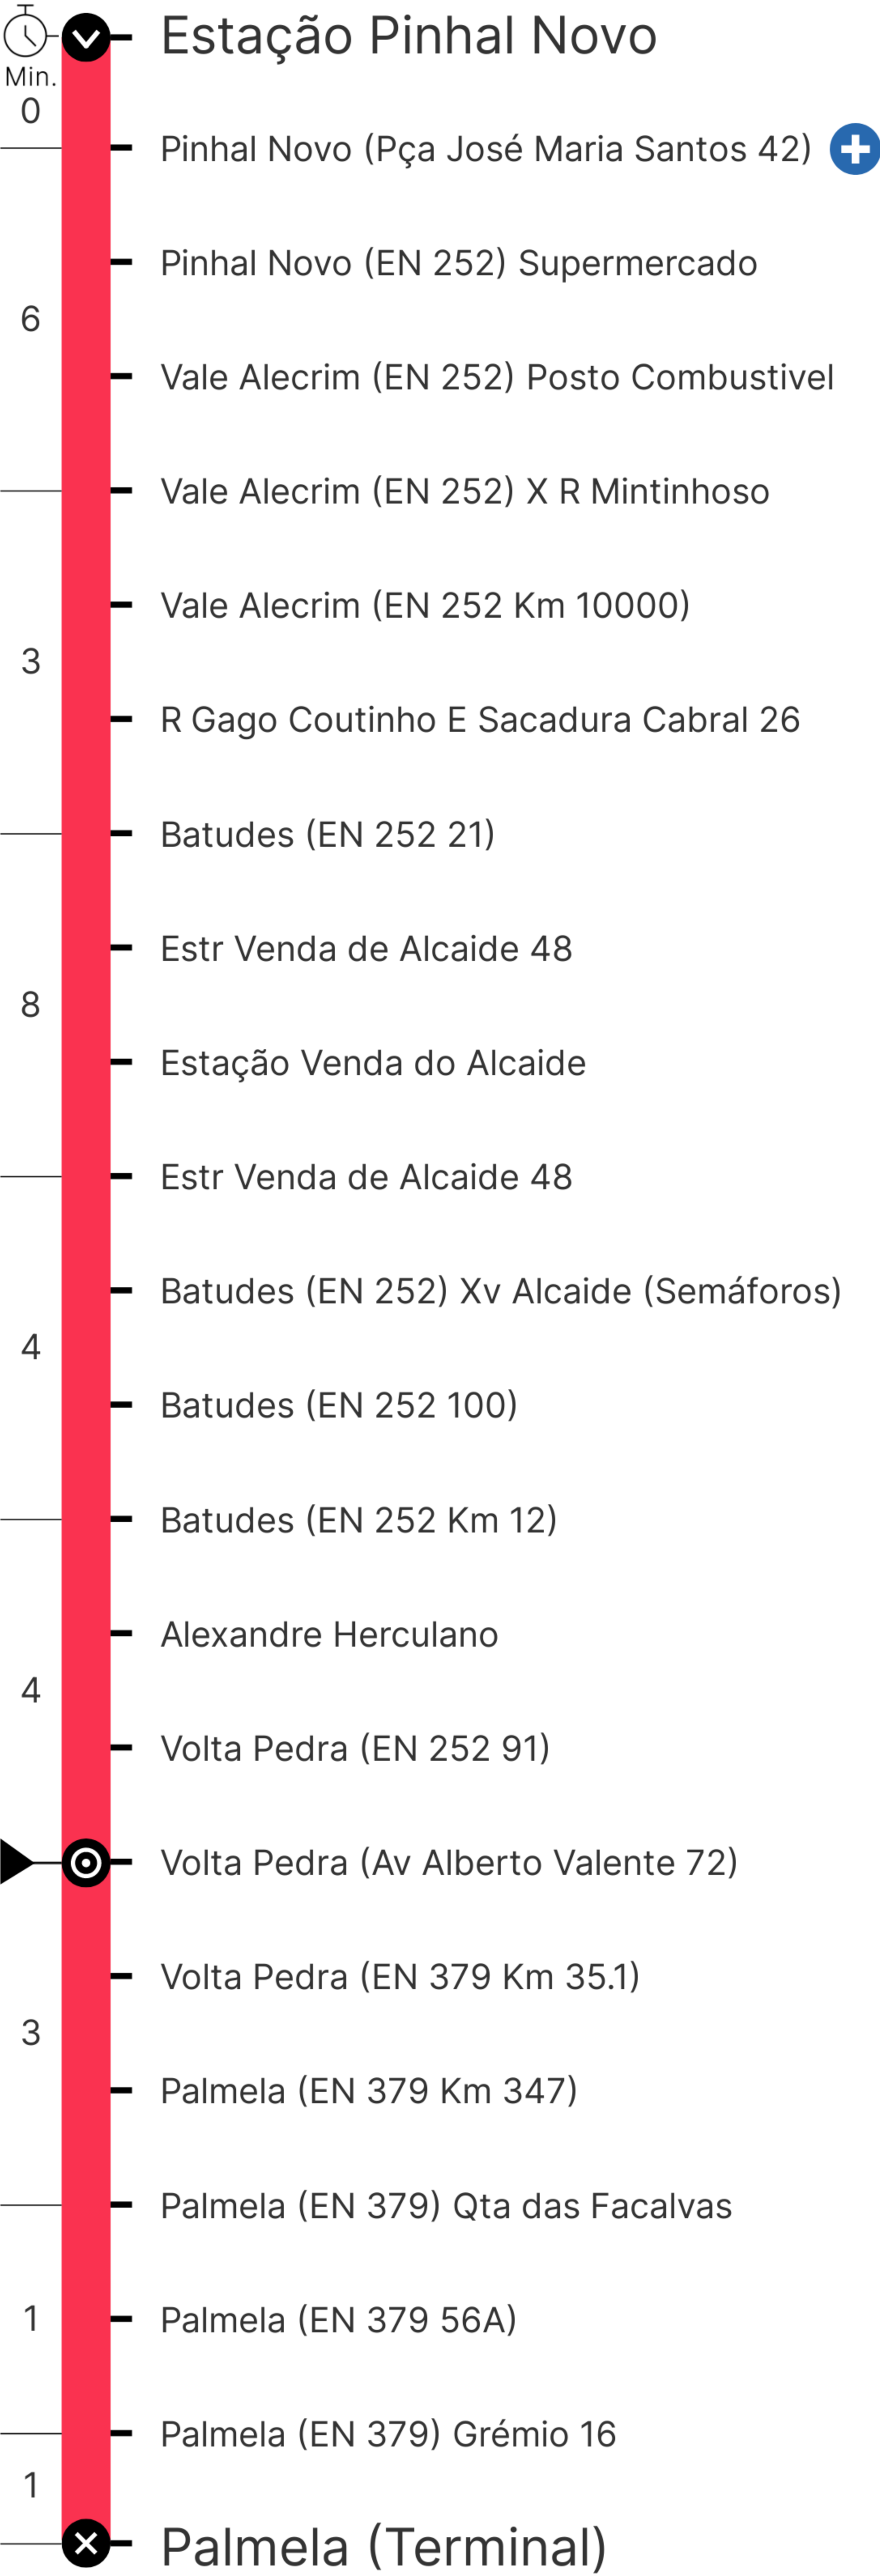 Estação Pinhal Novo
Min.
0
Pinhal Novo (Pça José Maria Santos 42)
Pinhal Novo (EN 252) Supermercado
6
Vale Alecrim (EN 252) Posto Combustivel
Vale Alecrim (EN 252) X R Mintinhoso
Vale Alecrim (EN 252 Km 10000)
3
R Gago Coutinho E Sacadura Cabral 26
Batudes (EN 252 21)
Estr Venda de Alcaide 48
8
Estação Venda do Alcaide
Estr Venda de Alcaide 48
Batudes (EN 252) Xv Alcaide (Semáforos)
4
Batudes (EN 252 100)
Batudes (EN 252 Km 12)
Alexandre Herculano
4
Volta Pedra (EN 252 91)
Volta Pedra (Av Alberto Valente 72)
Volta Pedra (EN 379 Km 35.1)
3
Palmela (EN 379 Km 347)
Palmela (EN 379) Qta das Facalvas
1
Palmela (EN 379 56A)
Palmela (EN 379) Grémio 16
1
Palmela (Terminal)